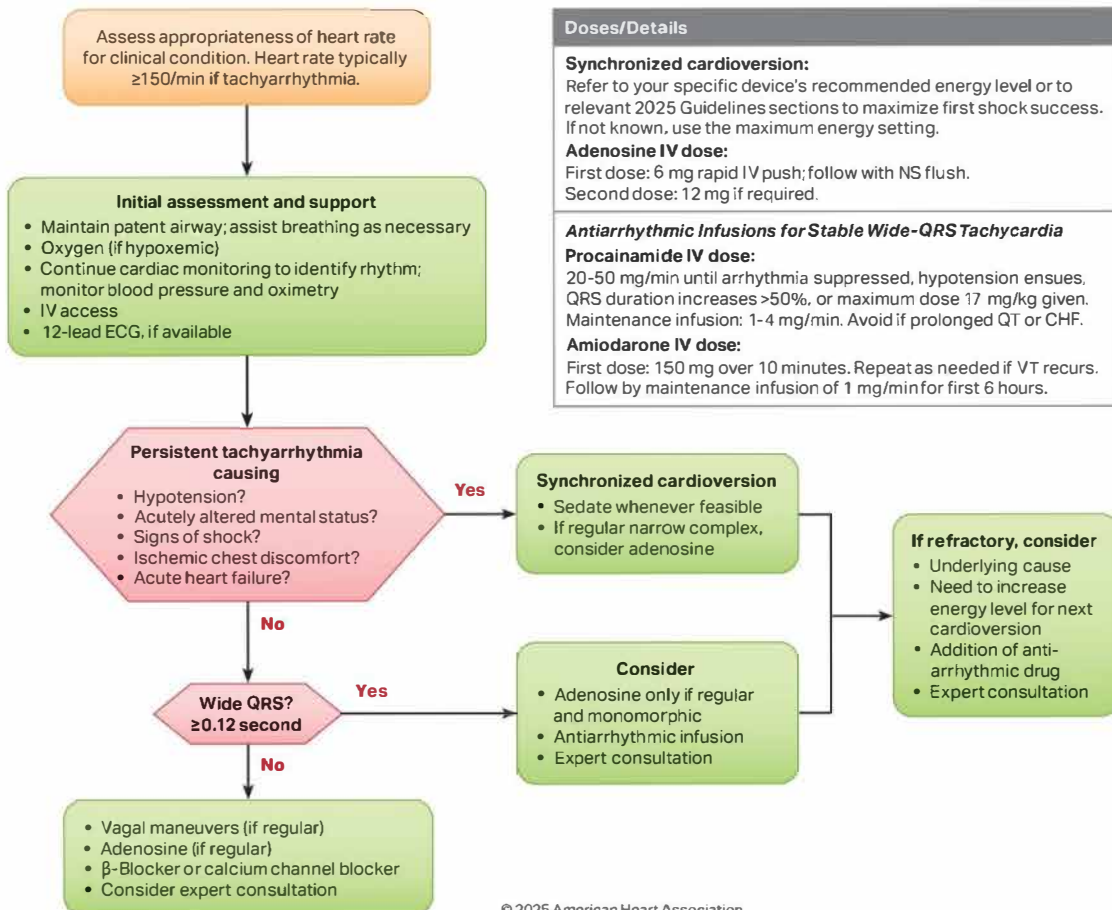 Assess appropriateness of heart rate
for clinical condition. Heart rate typically
≥150/min if tachyarrhythmia.
Doses/Details
Synchronized cardioversion:
Refer to your specific device's recommended energy level or to
relevant 2025 Guidelines sections to maximize first shock success.
If not known, use the maximum energy setting.
Adenosine IV dose:
First dose: 6 mg rapid IV push; follow with NS flush.
Second dose: 12 mg if required.
Antiarrhythmic Infusions for Stable Wide-QRS Tachycardia
Procainamide IV dose:
20-50 mg/min until arrhythmia suppressed, hypotension ensues,
QRS duration increases >50%, or maximum dose 17 mg/kg given.
Maintenance infusion: 1-4 mg/min. Avoid if prolonged QT or CHF.
Amiodarone IV dose:
First dose: 150 mg over 10 minutes. Repeat as needed if VT recurs.
Follow by maintenance infusion of 1 mg/min for first 6 hours.
Initial assessment and support
• Maintain patent airway; assist breathing as necessary
• Oxygen (if hypoxemic)
• Continue cardiac monitoring to identify rhythm;
monitor blood pressure and oximetry
• IV access
• 12-lead ECG, if available
Persistent tachyarrhythmia
causing
• Hypotension?
• Acutely altered mental status?
• Signs of shock?
• Ischemic chest discomfort?
• Acute heart failure?
Yes
Synchronized cardioversion
• Sedate whenever feasible
• If regular narrow complex,
consider adenosine
If refractory, consider
• Underlying cause
• Need to increase
energy level for next
cardioversion
• Addition of anti-
arrhythmic drug
• Expert consultation
No
Wide QRS?
≥0.12 second
Yes
Consider
• Adenosine only if regular
and monomorphic
• Antiarrhythmic infusion
• Expert consultation
No
• Vagal maneuvers (if regular)
• Adenosine (if regular)
• β-Blocker or calcium channel blocker
• Consider expert consultation
© 2025 American Heart Association